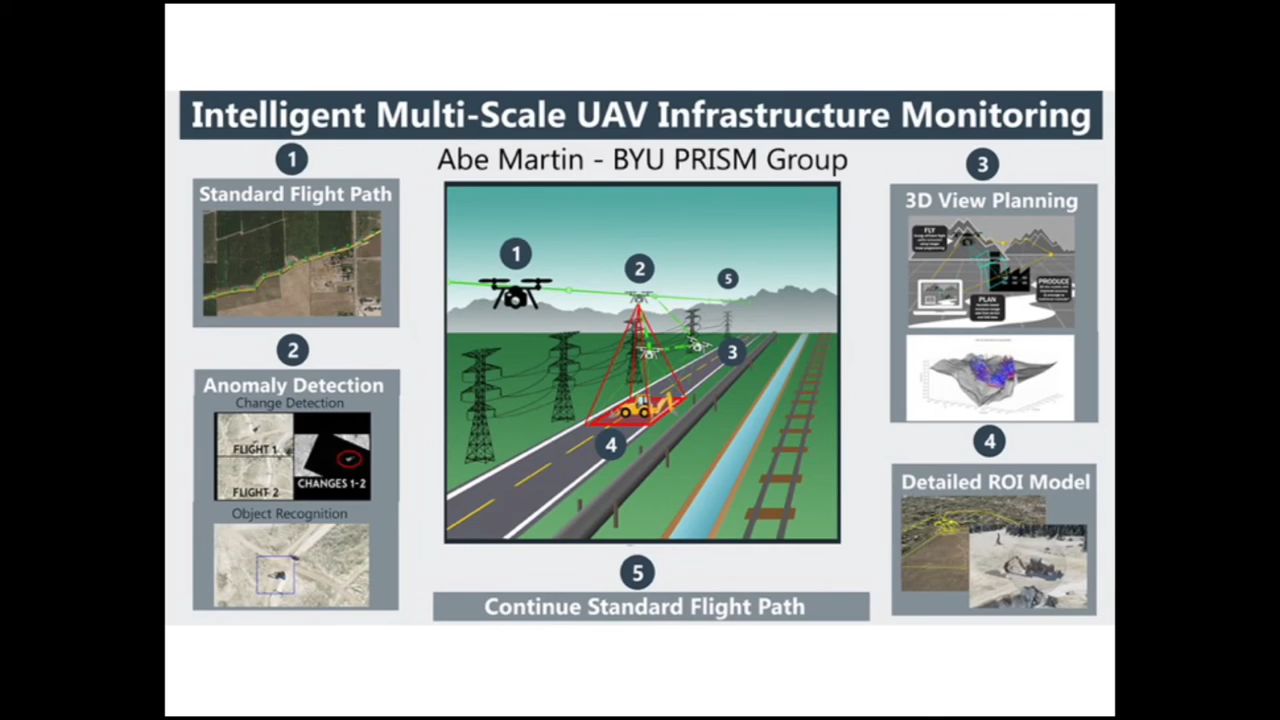 Intelligent Multi-Scale UAV Infrastructure Monitoring
Abe Martin - BYU PRISM Group
1
Standard Flight Path
2
Anomaly Detection
Change Detection
FLIGHT 1
FLIGHT 2
CHANGES 1-2
Object Recognition
1
2
5
3
4
5
Continue Standard Flight Path
3
3D View Planning
FLY
PLAN
PRODUCE
4
Detailed ROI Model